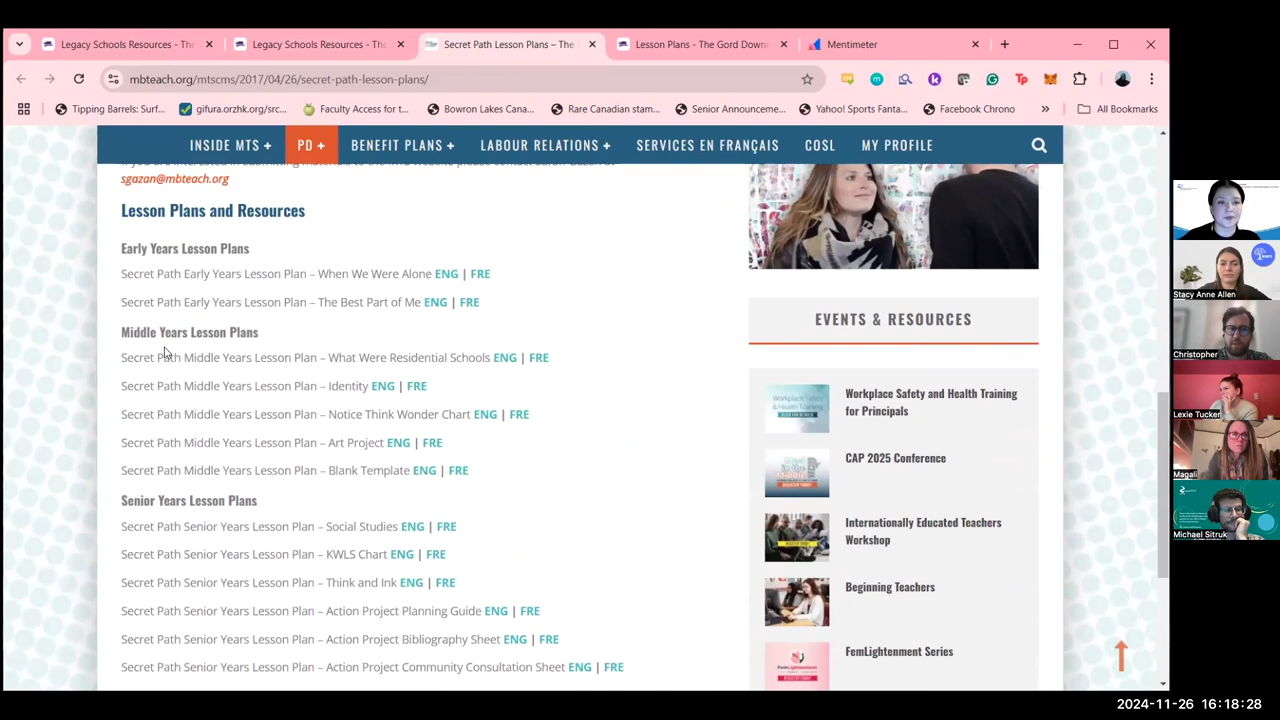 Legacy Schools Resources - The
Legacy Schools Resources - The
Secret Path Lesson Plans – The
Lesson Plans - The Gord Downi
Mentimeter
mbteach.org/mtscms/2017/04/26/secret-path-lesson-plans/
Tipping Barrels: Surf...
gifura.orzhk.org/src...
Faculty Access for t...
Bowron Lakes Cana...
Rare Canadian stam...
Senior Announceme...
Yahoo! Sports Fanta...
Facebook Chrono
All Bookmarks
INSIDE MTS +
PD +
BENEFIT PLANS +
LABOUR RELATIONS +
SERVICES EN FRANÇAIS
COSL
MY PROFILE
sgazan@mbteach.org
Lesson Plans and Resources
Early Years Lesson Plans
Secret Path Early Years Lesson Plan – When We Were Alone ENG | FRE
Secret Path Early Years Lesson Plan – The Best Part of Me ENG | FRE
Middle Years Lesson Plans
Secret Path Middle Years Lesson Plan – What Were Residential Schools ENG | FRE
Secret Path Middle Years Lesson Plan – Identity ENG | FRE
Secret Path Middle Years Lesson Plan – Notice Think Wonder Chart ENG | FRE
Secret Path Middle Years Lesson Plan – Art Project ENG | FRE
Secret Path Middle Years Lesson Plan – Blank Template ENG | FRE
Senior Years Lesson Plans
Secret Path Senior Years Lesson Plan – Social Studies ENG | FRE
Secret Path Senior Years Lesson Plan – KWLS Chart ENG | FRE
Secret Path Senior Years Lesson Plan – Think and Ink ENG | FRE
Secret Path Senior Years Lesson Plan – Action Project Planning Guide ENG | FRE
Secret Path Senior Years Lesson Plan – Action Project Bibliography Sheet ENG | FRE
Secret Path Senior Years Lesson Plan – Action Project Community Consultation Sheet ENG | FRE
EVENTS & RESOURCES
Workplace Safety and Health Training
for Principals
CAP 2025 Conference
Internationally Educated Teachers
Workshop
Beginning Teachers
FemLightenment Series
Stacy Anne Allen
Christopher
Lexie Tucker
Magali
Michael Sitruk
2024-11-26 16:18:28